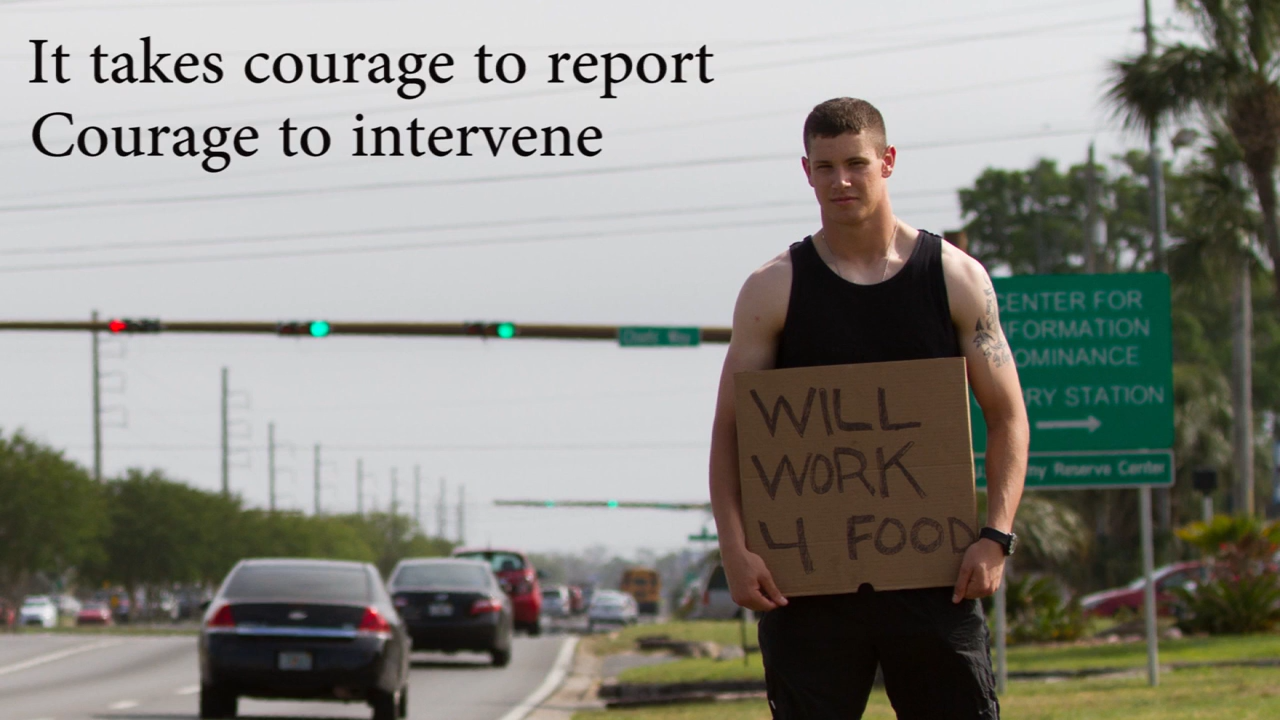 It takes courage to report
Courage to intervene
CENTER FOR
FORMATION
OMINANCE
RY STATION
my Reserve Center
WILL
WORK
4 FOOD